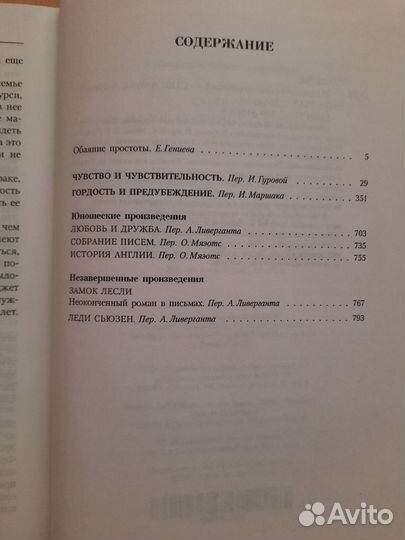 еще
СОДЕРЖАНИЕ
Обаяние простоты. Е. Гениева . . . . . . . . . . 5
ЧУВСТВО И ЧУВСТВИТЕЛЬНОСТЬ. Пер. И. Гуровой . . . . 29
ГОРДОСТЬ И ПРЕДУБЕЖДЕНИЕ. Пер. И. Маршака . . . . 351
Юношеские произведения
ЛЮБОВЬ И ДРУЖБА. Пер. А. Ливерганта . . . . . . . 703
СОБРАНИЕ ПИСЕМ. Пер. О. Мяэотс . . . . . . . . . 735
ИСТОРИЯ АНГЛИИ. Пер. О. Мяэотс . . . . . . . . . 755
Незавершенные произведения
ЗАМОК ЛЕСЛИ
Неоконченный роман в письмах. Пер. А. Ливерганта . . . . 767
ЛЕДИ СЬЮЗЕН. Пер. А. Ливерганта . . . . . . . . 793
Avito